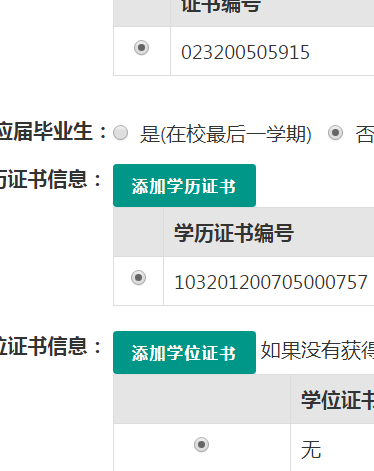 证书编号
023200505915
应届毕业生： 是(在校最后一学期) 否
历证书信息： 添加学历证书
学历证书编号
103201200705000757
位证书信息： 添加学位证书 如果没有获得
学位证书
无